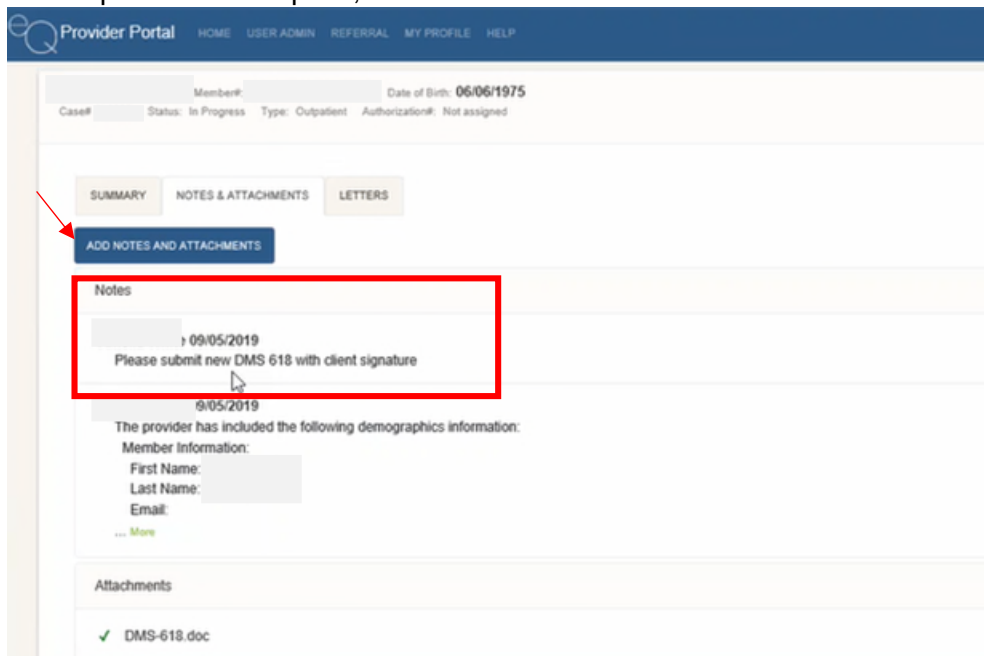 eQ Provider Portal HOME USER ADMIN REFERRAL MY PROFILE HELP
Member#: Date of Birth: 06/06/1975
Case# Status: In Progress Type: Outpatient Authorization#: Not assigned
SUMMARY NOTES & ATTACHMENTS LETTERS
ADD NOTES AND ATTACHMENTS
Notes
09/05/2019
Please submit new DMS 618 with client signature
9/05/2019
The provider has included the following demographics information:
Member Information:
First Name:
Last Name:
Email:
... More
Attachments
✓ DMS-618.doc